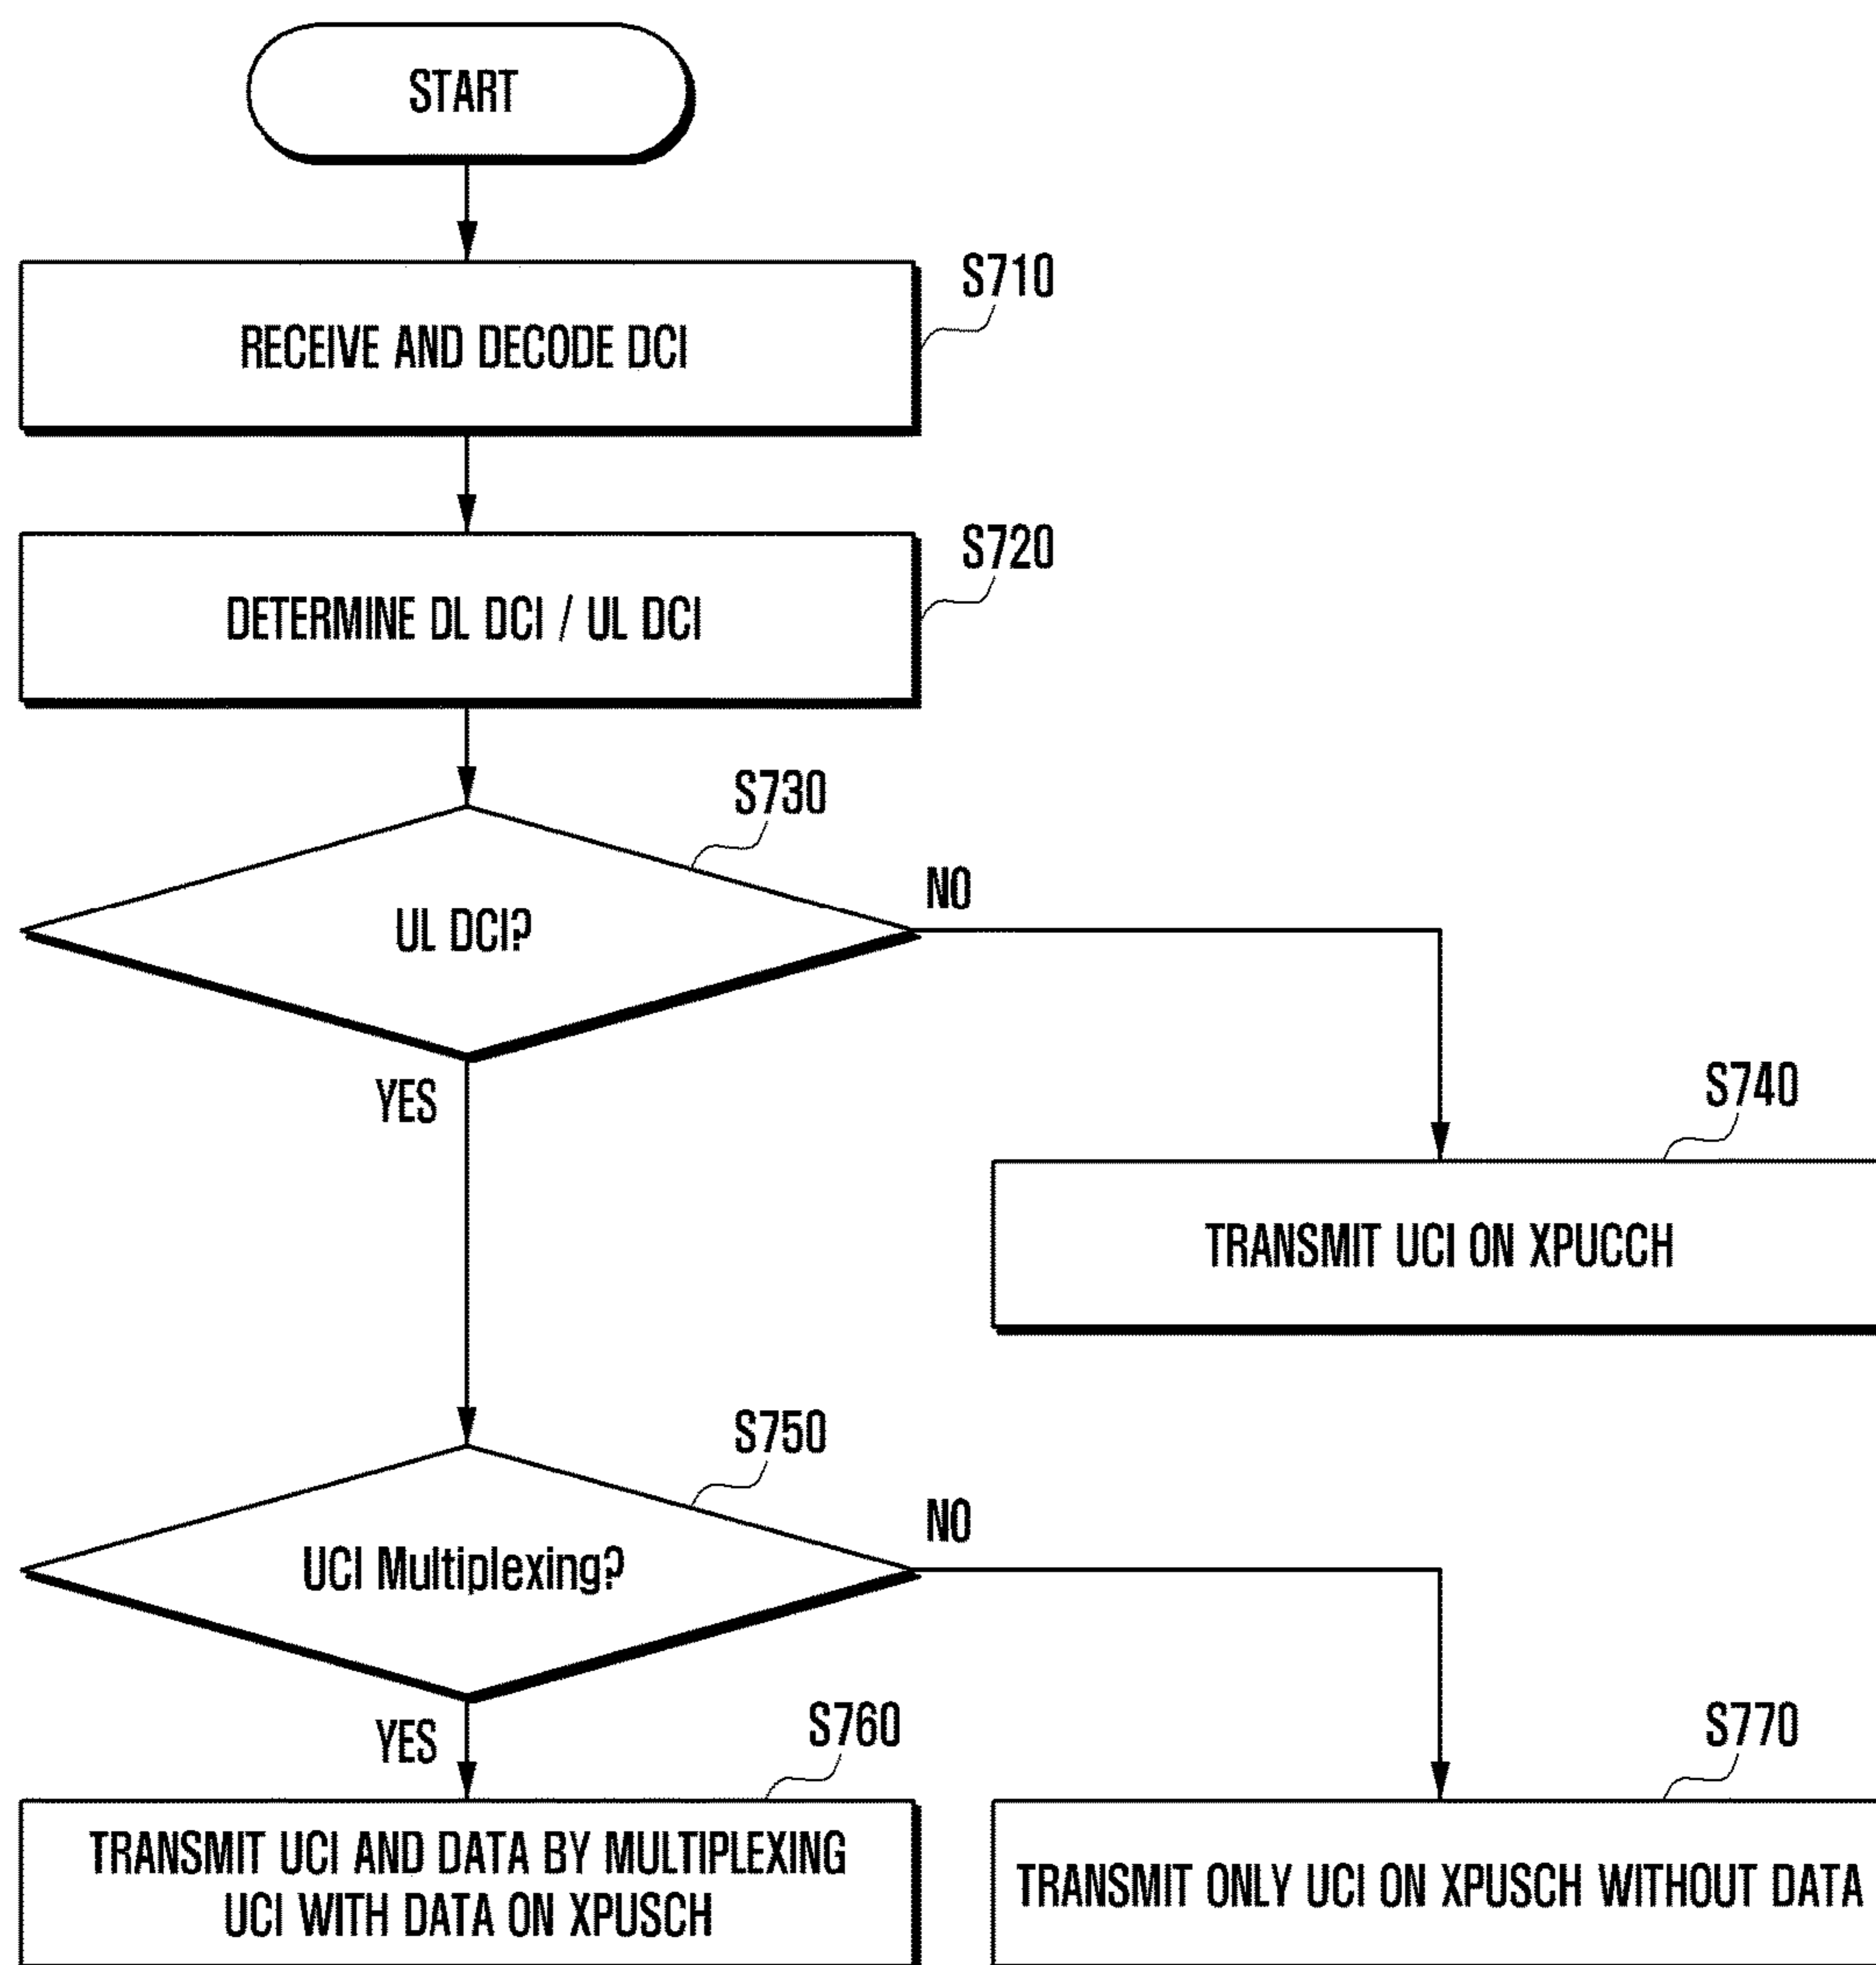 START
S710
RECEIVE AND DECODE DCI
S720
DETERMINE DL DCI / UL DCI
S730
NO
UL DCI?
YES
S740
TRANSMIT UCI ON XPUCCH
S750
NO
UCI Multiplexing?
YES
S760
S770
TRANSMIT UCI AND DATA BY MULTIPLEXING
UCI WITH DATA ON XPUSCH
TRANSMIT ONLY UCI ON XPUSCH WITHOUT DATA